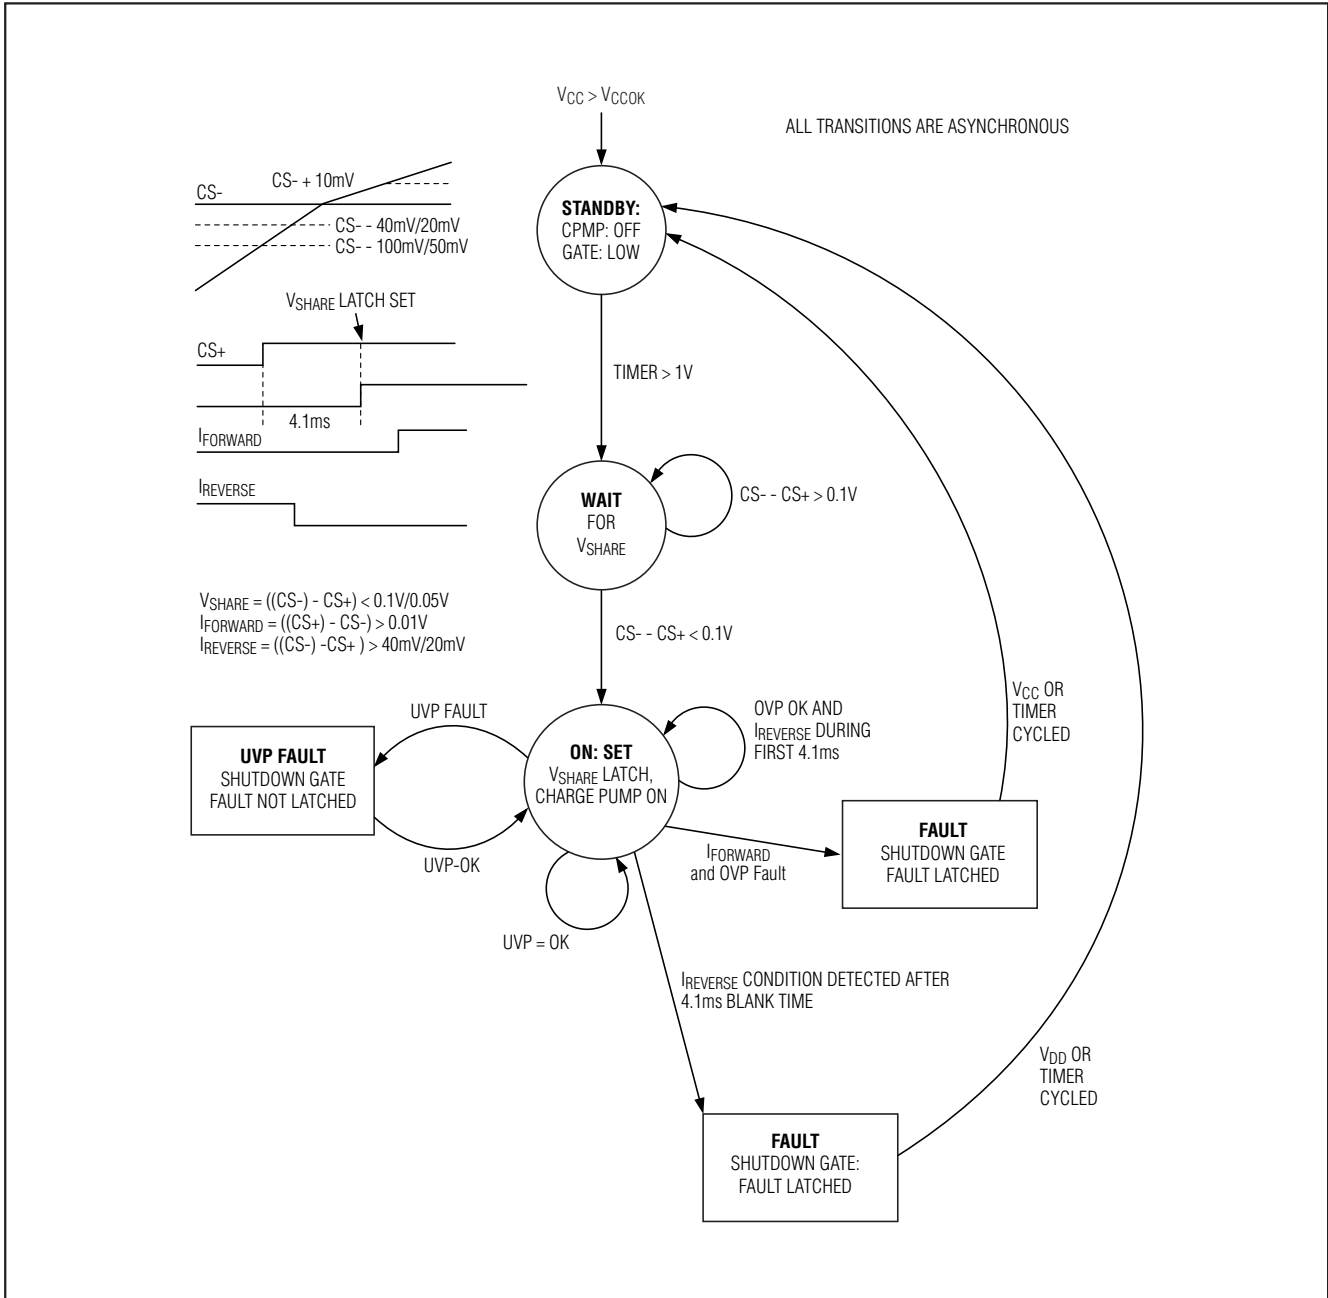 VCC > VCCOK
ALL TRANSITIONS ARE ASYNCHRONOUS
CS- + 10mV
CS-
CS- - 40mV/20mV
CS- - 100mV/50mV
VSHARE LATCH SET
CS+
4.1ms
IFORWARD
IREVERSE
VSHARE = ((CS-) - CS+) < 0.1V/0.05V
IFORWARD = ((CS+) - CS-) > 0.01V
IREVERSE = ((CS-) -CS+ ) > 40mV/20mV
STANDBY:
CPMP: OFF
GATE: LOW
TIMER > 1V
WAIT
FOR
VSHARE
CS- - CS+ > 0.1V
CS- - CS+ < 0.1V
UVP FAULT
UVP FAULT
SHUTDOWN GATE
FAULT NOT LATCHED
UVP-OK
ON: SET
VSHARE LATCH,
CHARGE PUMP ON
OVP OK AND
IREVERSE DURING
FIRST 4.1ms
VCC OR
TIMER
CYCLED
IFORWARD
and OVP Fault
FAULT
SHUTDOWN GATE
FAULT LATCHED
UVP = OK
IREVERSE CONDITION DETECTED AFTER
4.1ms BLANK TIME
VDD OR
TIMER
CYCLED
FAULT
SHUTDOWN GATE:
FAULT LATCHED